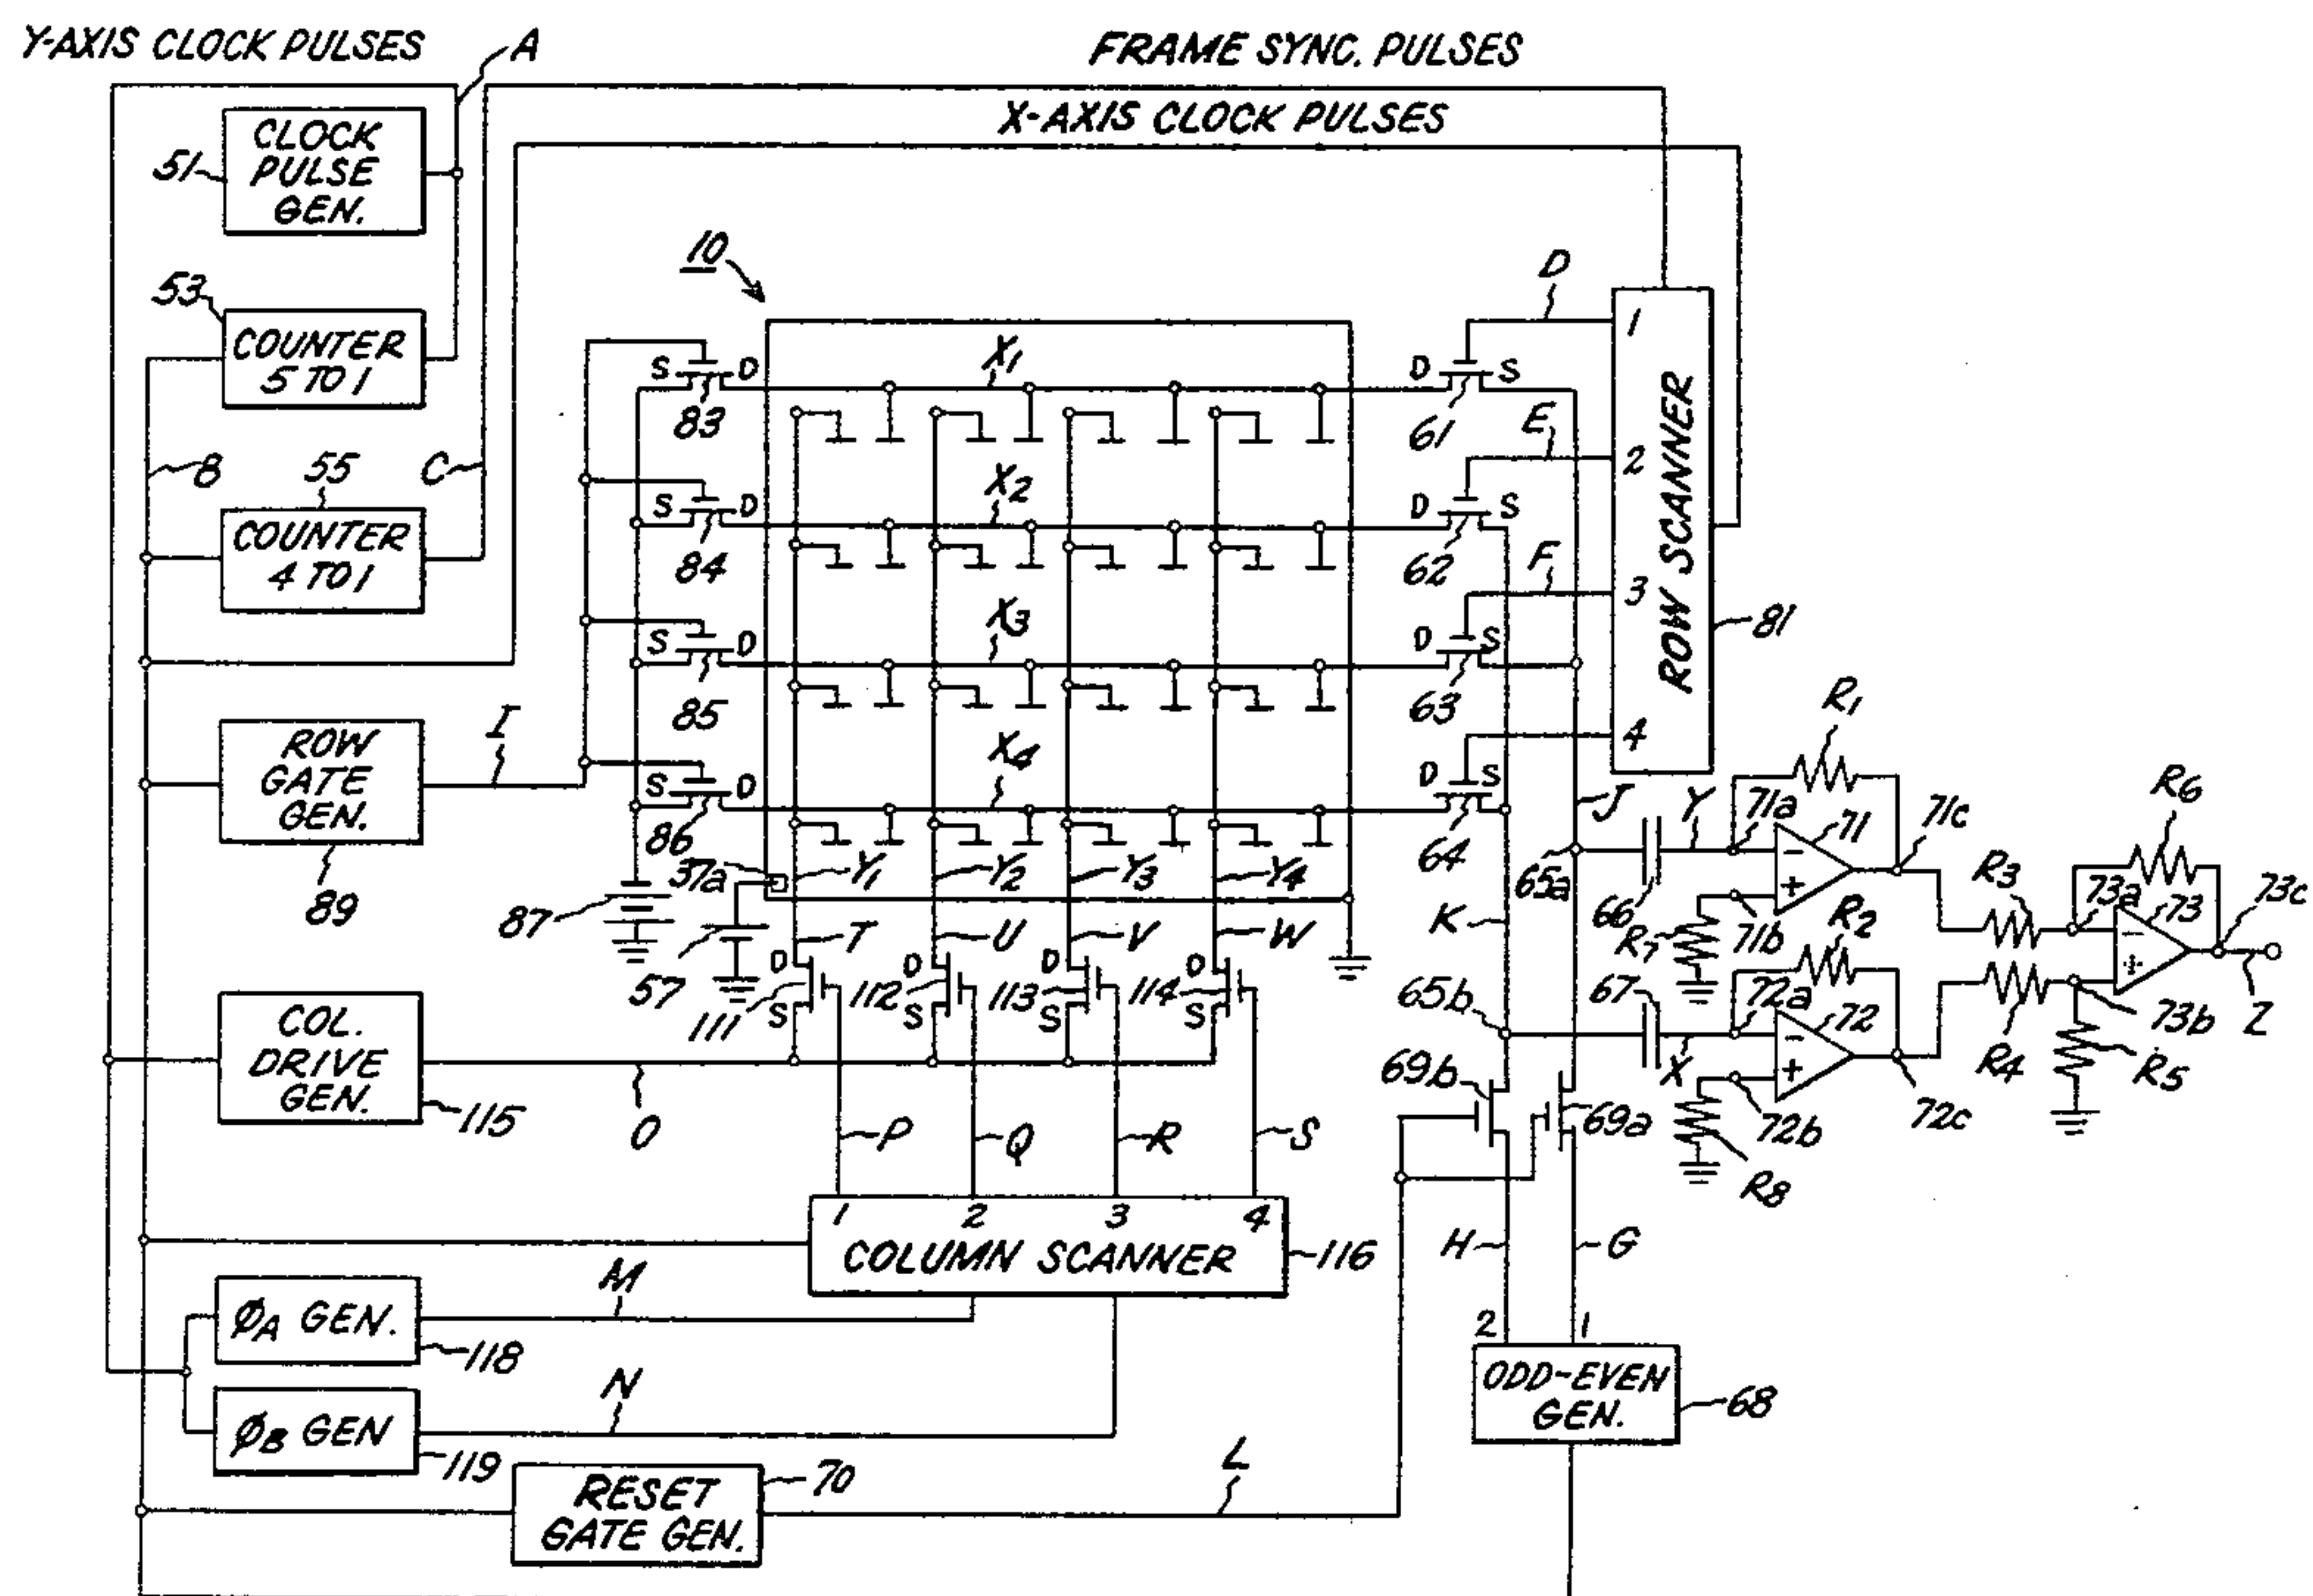 Y-AXIS CLOCK PULSES
A
FRAME SYNC. PULSES
X-AXIS CLOCK PULSES
CLOCK
PULSE
GEN.
51
10
D
53
COUNTER
5 TO 1
1
S D
X1
D S
83
61
E
ROW SCANNER
B
55
C
2
S D
X2
D S
COUNTER
4 TO 1
84
62
F
3
S D
X3
D S
81
85
63
R1
ROW
GATE
GEN.
I
4
S D
X4
D S
J
Y
71a
71
71c
R6
86
64
37a
Y1
Y2
Y3
Y4
65a
66
R3
73a
73
73c
89
87
K
R7
71b
R2
T
U
V
W
57
D
D
D
D
111
112
113
114
S
S
S
S
65b
67
72a
72
73b
Z
COL.
DRIVE
GEN.
X
R4
R5
69b
69a
115
O
P
Q
R
S
72b
72c
R8
1 2 3 4
COLUMN SCANNER
116
H
G
M
ØA GEN.
118
2 1
N
ØB GEN
119
ODD-EVEN
GEN.
68
70
L
RESET
GATE GEN.